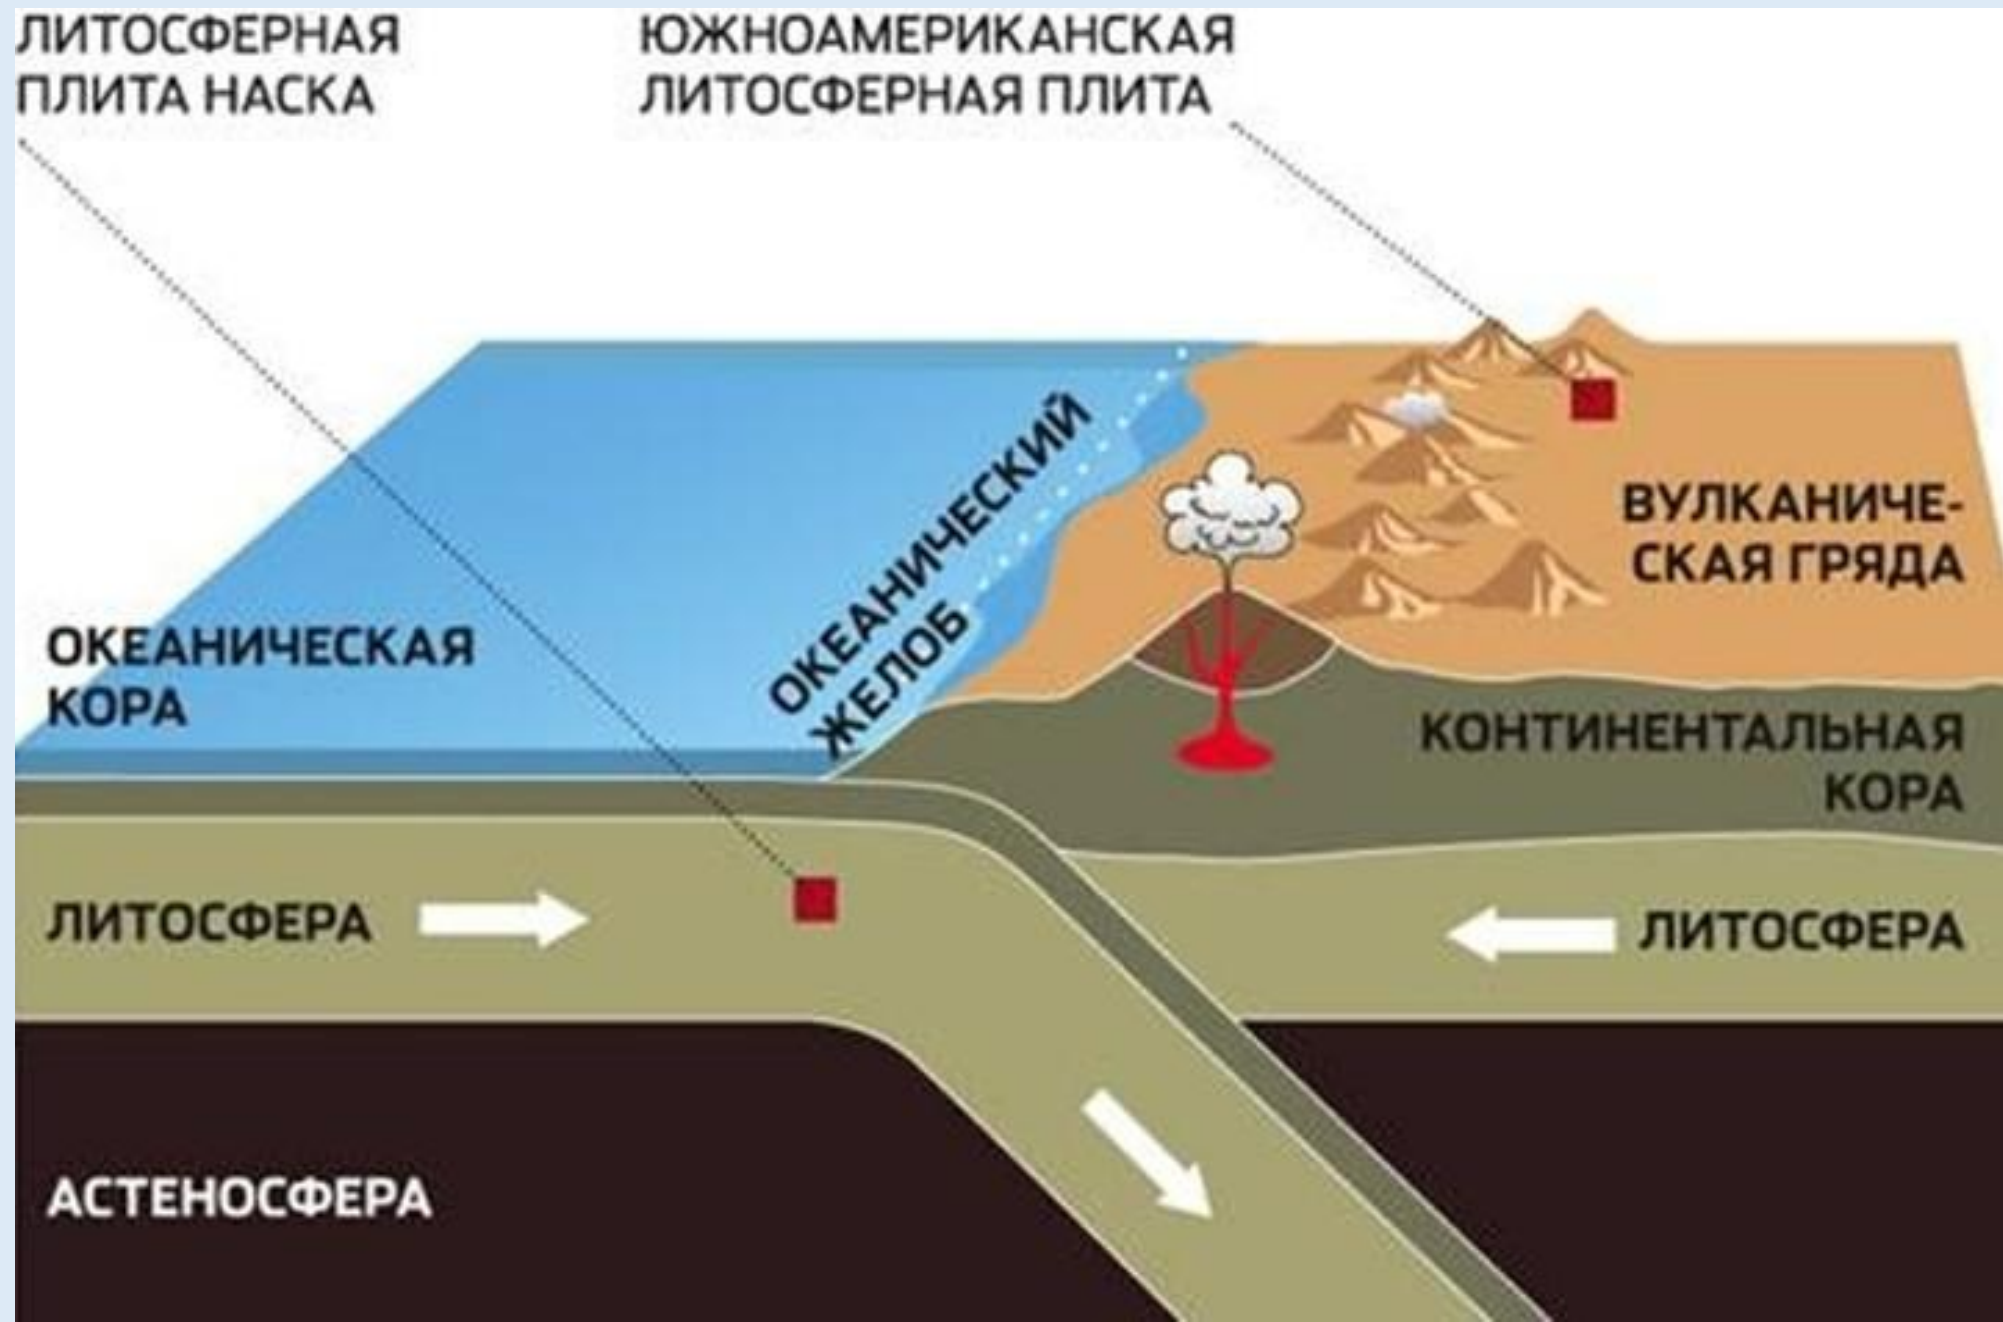 ЛИТОСФЕРНАЯ
ПЛИТА НАСКА
ЮЖНОАМЕРИКАНСКАЯ
ЛИТОСФЕРНАЯ ПЛИТА
ОКЕАНИЧЕСКИЙ
ЖЕЛОБ
ВУЛКАНИЧЕ-
СКАЯ ГРЯДА
ОКЕАНИЧЕСКАЯ
КОРА
КОНТИНЕНТАЛЬНАЯ
КОРА
ЛИТОСФЕРА
ЛИТОСФЕРА
АСТЕНОСФЕРА